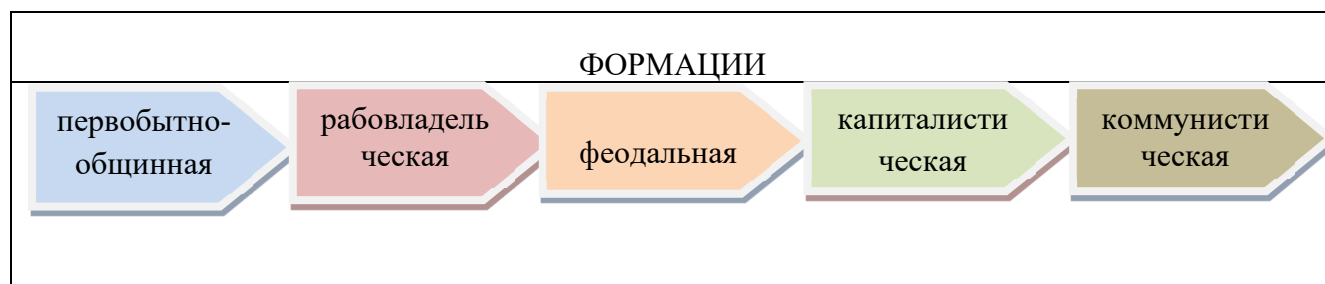 ФОРМАЦИИ
первобытно-
общинная
рабовладель
ческая
феодальная
капиталисти
ческая
коммунисти
ческая